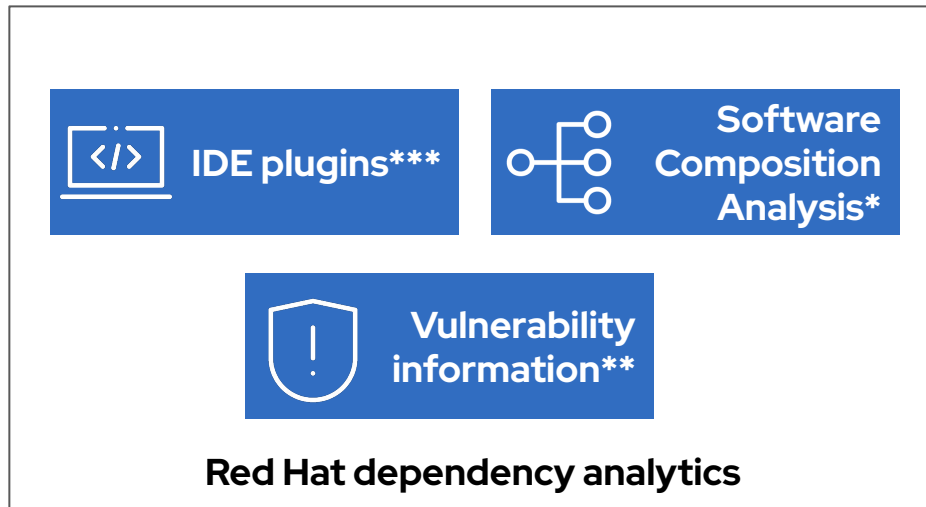 </>
IDE plugins***
Software
Composition
Analysis*
Vulnerability
information**
Red Hat dependency analytics